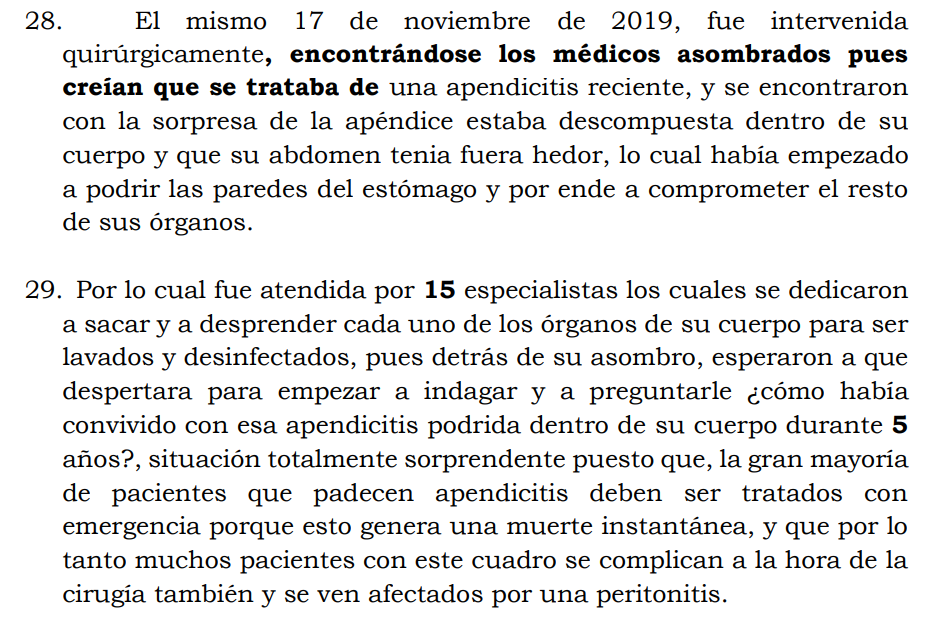 28. El mismo 17 de noviembre de 2019, fue intervenida
quirúrgicamente, encontrándose los médicos asombrados pues
creían que se trataba de una apendicitis reciente, y se encontraron
con la sorpresa de la apéndice estaba descompuesta dentro de su
cuerpo y que su abdomen tenia fuera hedor, lo cual había empezado
a podrir las paredes del estómago y por ende a comprometer el resto
de sus órganos.
29. Por lo cual fue atendida por 15 especialistas los cuales se dedicaron
a sacar y a desprender cada uno de los órganos de su cuerpo para ser
lavados y desinfectados, pues detrás de su asombro, esperaron a que
despertara para empezar a indagar y a preguntarle ¿cómo había
convivido con esa apendicitis podrida dentro de su cuerpo durante 5
años?, situación totalmente sorprendente puesto que, la gran mayoría
de pacientes que padecen apendicitis deben ser tratados con
emergencia porque esto genera una muerte instantánea, y que por lo
tanto muchos pacientes con este cuadro se complican a la hora de la
cirugía también y se ven afectados por una peritonitis.